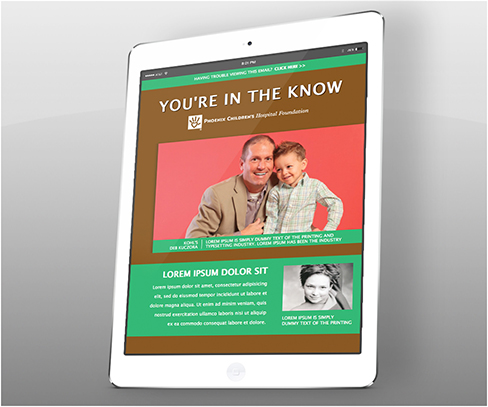 8:21 PM
HAVING TROUBLE VIEWING THIS EMAIL? CLICK HERE >>
YOU'RE IN THE KNOW
PHOENIX CHILDREN'S Hospital Foundation
KOHL'S
DEB KUZDBA
LOREM IPSUM IS SIMPLY DUMMY TEXT OF THE PRINTING AND
TYPESETTING INDUSTRY. LOREM IPSUM HAS BEEN THE INDUSTRY
LOREM IPSUM DOLOR SIT
Lorem ipsum dolor sit amet, consectetur adipisicing
elit, sed do eiusmod tempor incididunt ut labore et
dolore magna aliqua. Ut enim ad minim veniam, quis
nostrud exercitation ullamco laboris nisi ut aliquip
ex ea commodo consequat labore et dolore.
LOREM IPSUM IS SIMPLY
DUMMY TEXT OF THE PRINTING